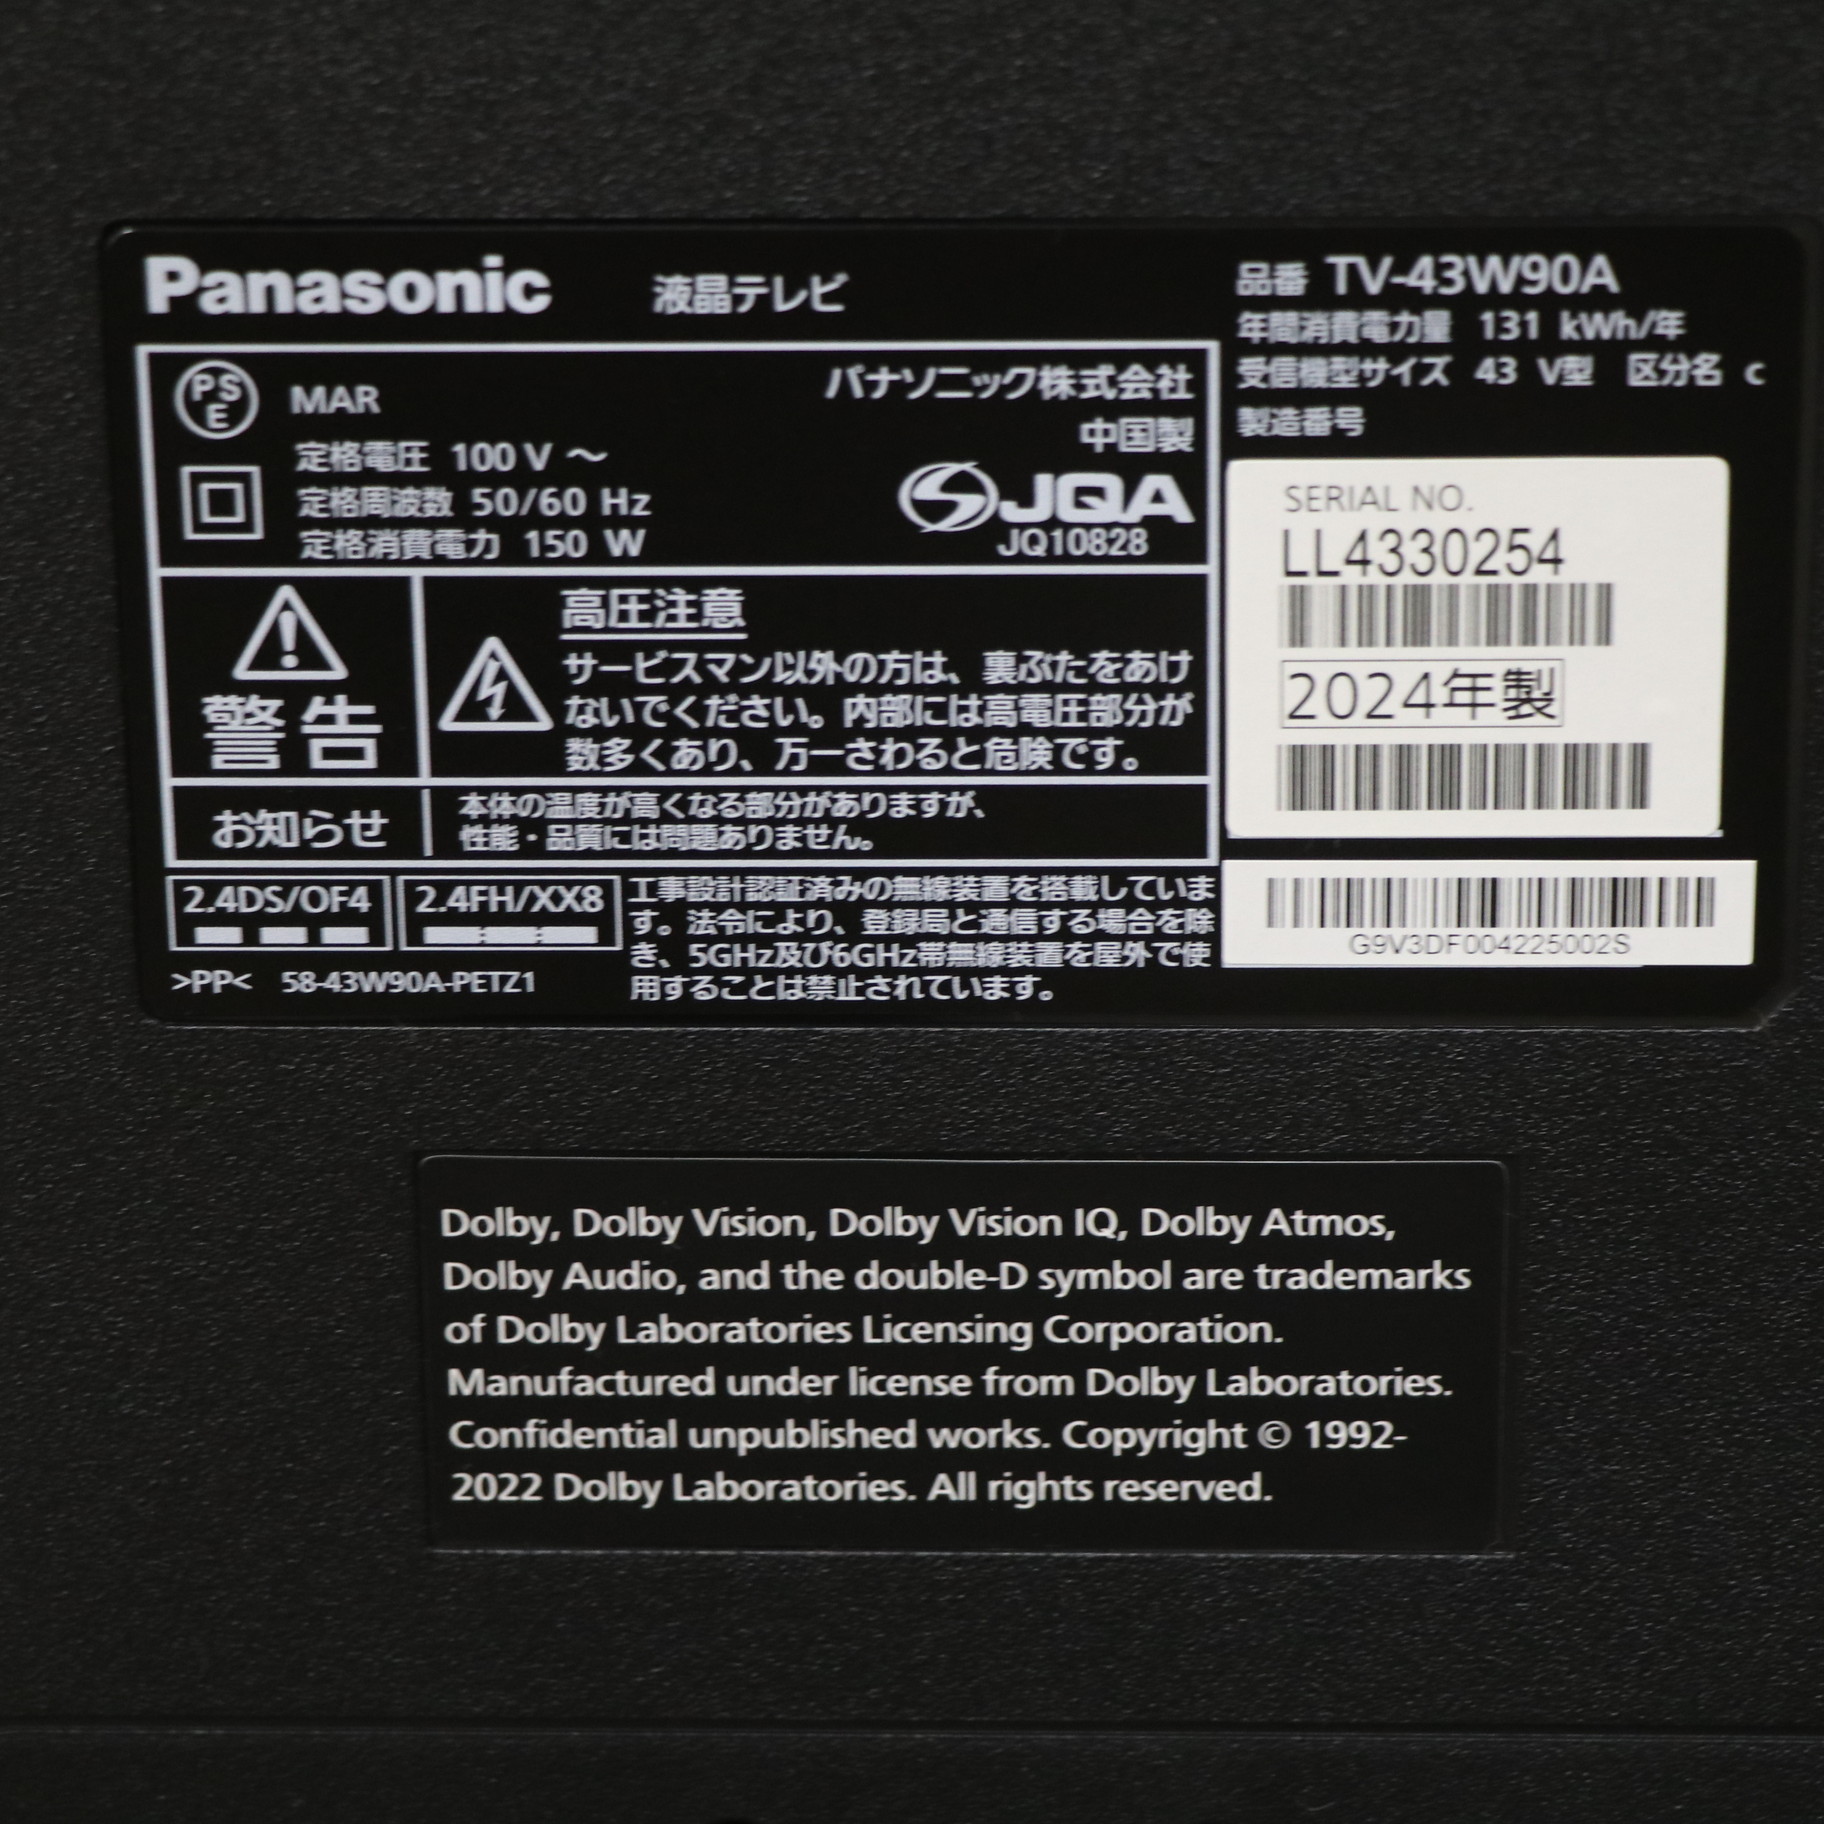 Panasonic 液晶テレビ
PS
E
MAR
定格電圧 100 V ～
定格周波数 50/60 Hz
定格消費電力 150 W
パナソニック株式会社
中国製
JQA
JQ10828
警告
高圧注意
サービスマン以外の方は、裏ぶたをあけ
ないでください。内部には高電圧部分が
数多くあり、万一さわると危険です。
お知らせ
本体の温度が高くなる部分がありますが、
性能・品質には問題ありません。
2.4DS/OF4
2.4FH/XX8
>PP< 58-43W90A-PETZ1
工事設計認証済みの無線装置を搭載していま
す。法令により、登録局と通信する場合を除
き、5GHz及び6GHz帯無線装置を屋外で使
用することは禁止されています。
品番 TV-43W90A
年間消費電力量 131 kWh/年
受信機型サイズ 43 V型 区分名 c
製造番号
SERIAL NO.
LL4330254
2024年製
G9V3DF004225002S
Dolby, Dolby Vision, Dolby Vision IQ, Dolby Atmos,
Dolby Audio, and the double-D symbol are trademarks
of Dolby Laboratories Licensing Corporation.
Manufactured under license from Dolby Laboratories.
Confidential unpublished works. Copyright © 1992-
2022 Dolby Laboratories. All rights reserved.